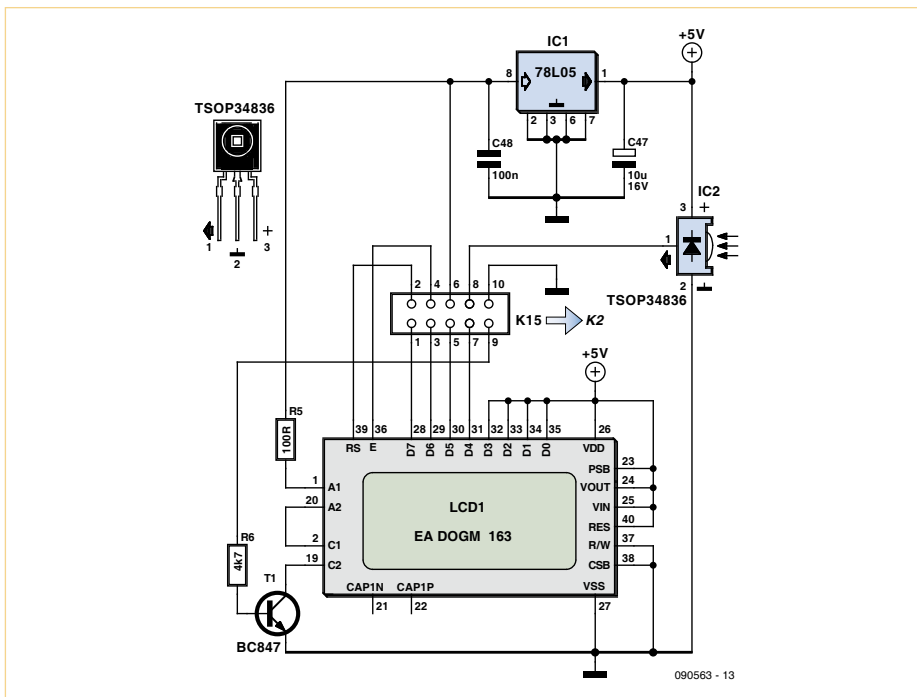 +5V
IC1
78L05
8
1
2
3
6
7
TSOP34836
C48
100n
C47
10u
16V
IC2
3
+
1
2
TSOP34836
1
2
3
+
2
4
6
8
10
K15
K2
1
3
5
7
9
+5V
R5
100R
39
36
28
29
30
31
32
33
34
35
26
RS
E
D7
D6
D5
D4
D3
D2
D1
D0
VDD
PSB
23
VOUT
24
VIN
25
RES
40
R/W
37
CSB
38
1
A1
20
A2
2
C1
19
C2
LCD1
EA DOGM 163
R6
4k7
T1
BC847
CAP1N
CAP1P
VSS
21
22
27
090563 - 13